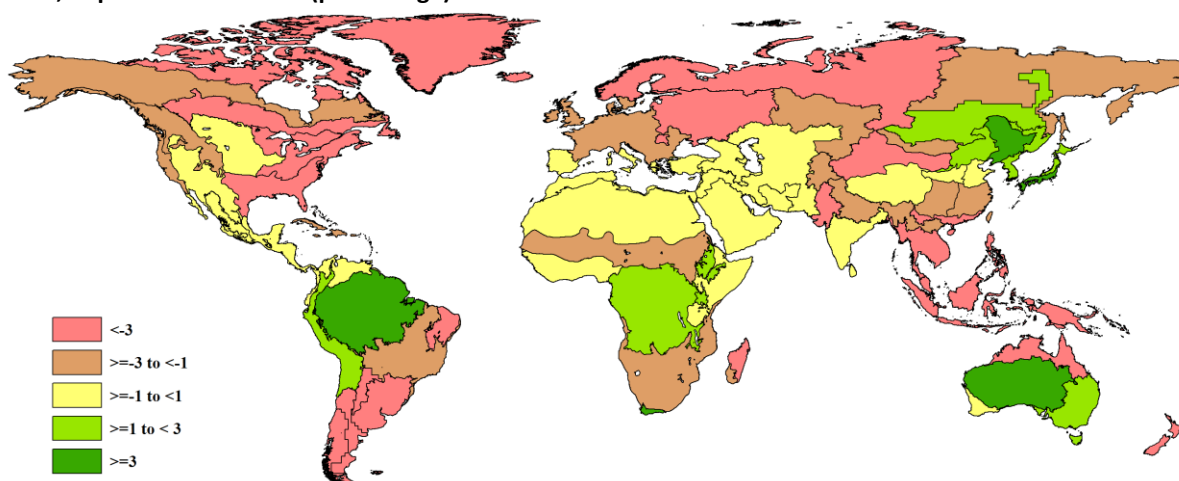 <-3
>=-3 to <-1
>=-1 to <1
>=1 to < 3
>=3